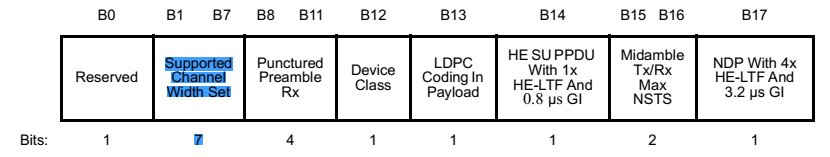 B0 B1 B7 B8 B11 B12 B13 B14 B15 B16 B17
Reserved
Supported
Channel
Width Set
Punctured
Preamble
Rx
Device
Class
LDPC
Coding In
Payload
HE SU PPDU
With 1x
HE-LTF And
0.8 µs GI
Midamble
Tx/Rx
Max
NSTS
NDP With 4x
HE-LTF And
3.2 µs GI
Bits: 1 7 4 1 1 1 2 1